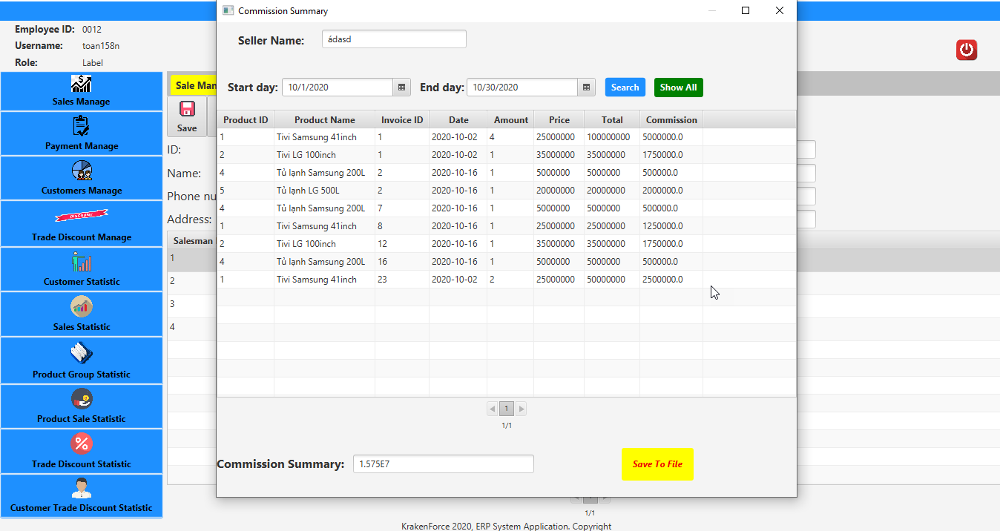 Commission Summary
Employee ID: 0012
Username: toan158n
Role: Label
Sales Manage
Payment Manage
Customers Manage
DISCOUNT
Trade Discount Manage
Customer Statistic
Sales Statistic
Product Group Statistic
Product Sale Statistic
Trade Discount Statistic
Customer Trade Discount Statistic
Sale Man
Save
ID:
Name:
Phone nu
Address:
Salesman
1
2
3
4
Seller Name: ádasd
Start day: 10/1/2020 End day: 10/30/2020 Search Show All
Product ID Product Name Invoice ID Date Amount Price Total Commission
1 Tivi Samsung 41inch 1 2020-10-02 4 25000000 100000000 5000000.0
2 Tivi LG 100inch 1 2020-10-02 1 35000000 35000000 1750000.0
4 Tủ lạnh Samsung 200L 2 2020-10-16 1 5000000 5000000 500000.0
5 Tủ lạnh LG 500L 2 2020-10-16 1 20000000 20000000 2000000.0
4 Tủ lạnh Samsung 200L 7 2020-10-16 1 5000000 5000000 500000.0
1 Tivi Samsung 41inch 8 2020-10-16 1 25000000 25000000 1250000.0
2 Tivi LG 100inch 12 2020-10-16 1 35000000 35000000 1750000.0
4 Tủ lạnh Samsung 200L 16 2020-10-16 1 5000000 5000000 500000.0
1 Tivi Samsung 41inch 23 2020-10-02 2 25000000 50000000 2500000.0
1
1/1
Commission Summary: 1.575E7 Save To File
1/1
KrakenForce 2020, ERP System Application. Copyright